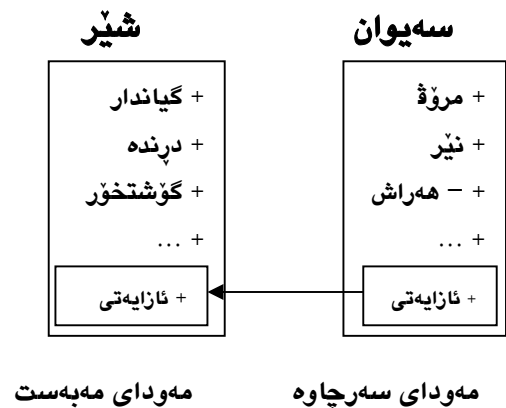 سەیوان
+ مرۆڤ
+ نێر
+ – هەراش
+ ...
+ ئازایەتی
مەودای سەرچاوە
شێر
+ گیاندار
+ دڕندە
+ گۆشتخۆر
+ ...
+ ئازایەتی
مەودای مەبەست